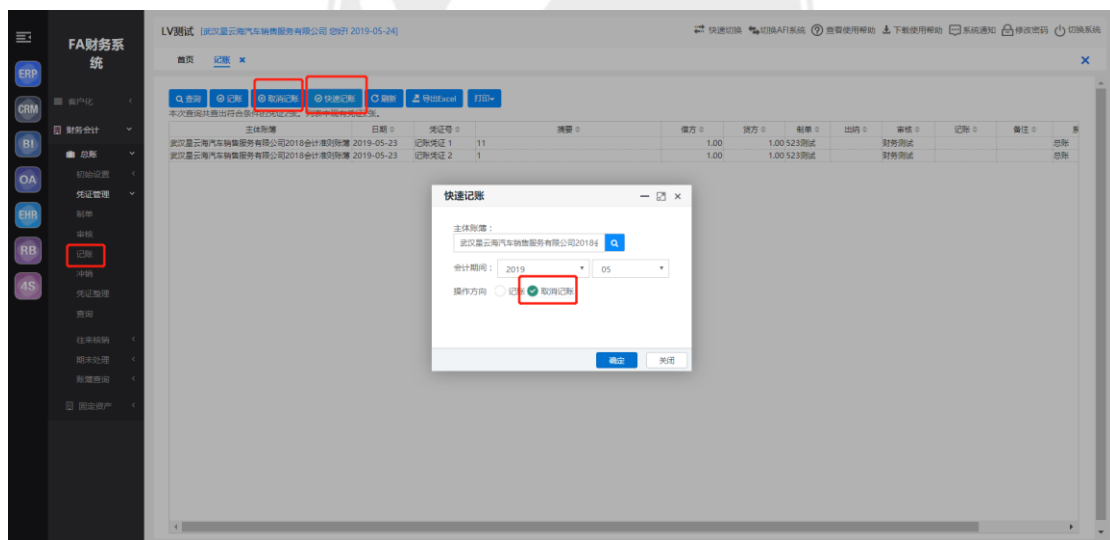 LV测试 [武汉星云海汽车销售服务有限公司 您好! 2019-05-24]
快速切换 切换AFI系统 查看使用帮助 下载使用帮助 系统通知 修改密码 切换系统
FA财务系统
首页 记账 ×
ERP
CRM
BI
OA
EHR
RB
4S
客户化
财务会计
总账
初始设置
凭证管理
制单
审核
记账
冲销
凭证整理
查询
往来核销
期末处理
账簿查询
固定资产
查询 记账 取消记账 快速记账 刷新 导出Excel 打印
本次查询共查出符合条件的凭证2张。列表中现有凭证2张。
主体账簿 日期 凭证号 摘要 借方 贷方 制单 出纳 审核 记账 备注
武汉星云海汽车销售服务有限公司2018会计准则账簿 2019-05-23 记账凭证 1 11 1.00 1.00 523测试 财务测试 总账
武汉星云海汽车销售服务有限公司2018会计准则账簿 2019-05-23 记账凭证 2 1 1.00 1.00 523测试 财务测试 总账
快速记账
主体账簿：
武汉星云海汽车销售服务有限公司2018
会计期间： 2019 05
操作方向 记账 取消记账
确定 关闭